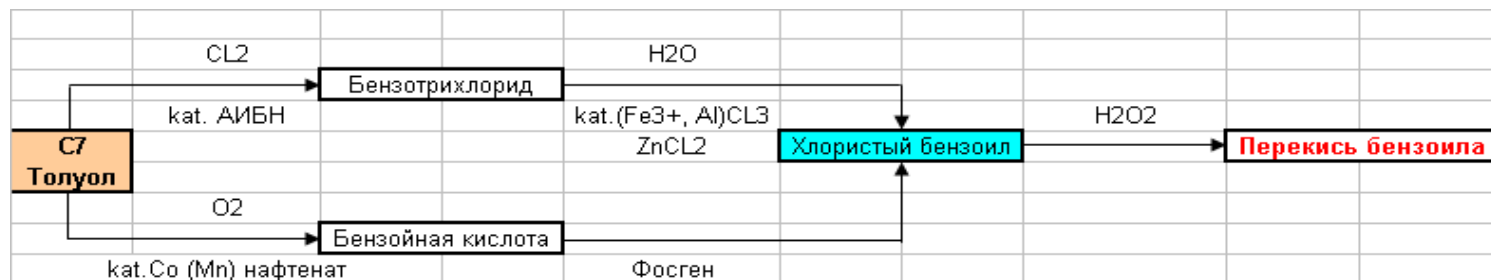 CL2
H2O
Бензотрихлорид
kat. АИБН
kat.(Fe3+, Al)CL3
H2O2
C7
Толуол
ZnCL2
Хлористый бензоил
Перекись бензоила
O2
Бензойная кислота
kat.Co (Mn) нафтенат
Фосген